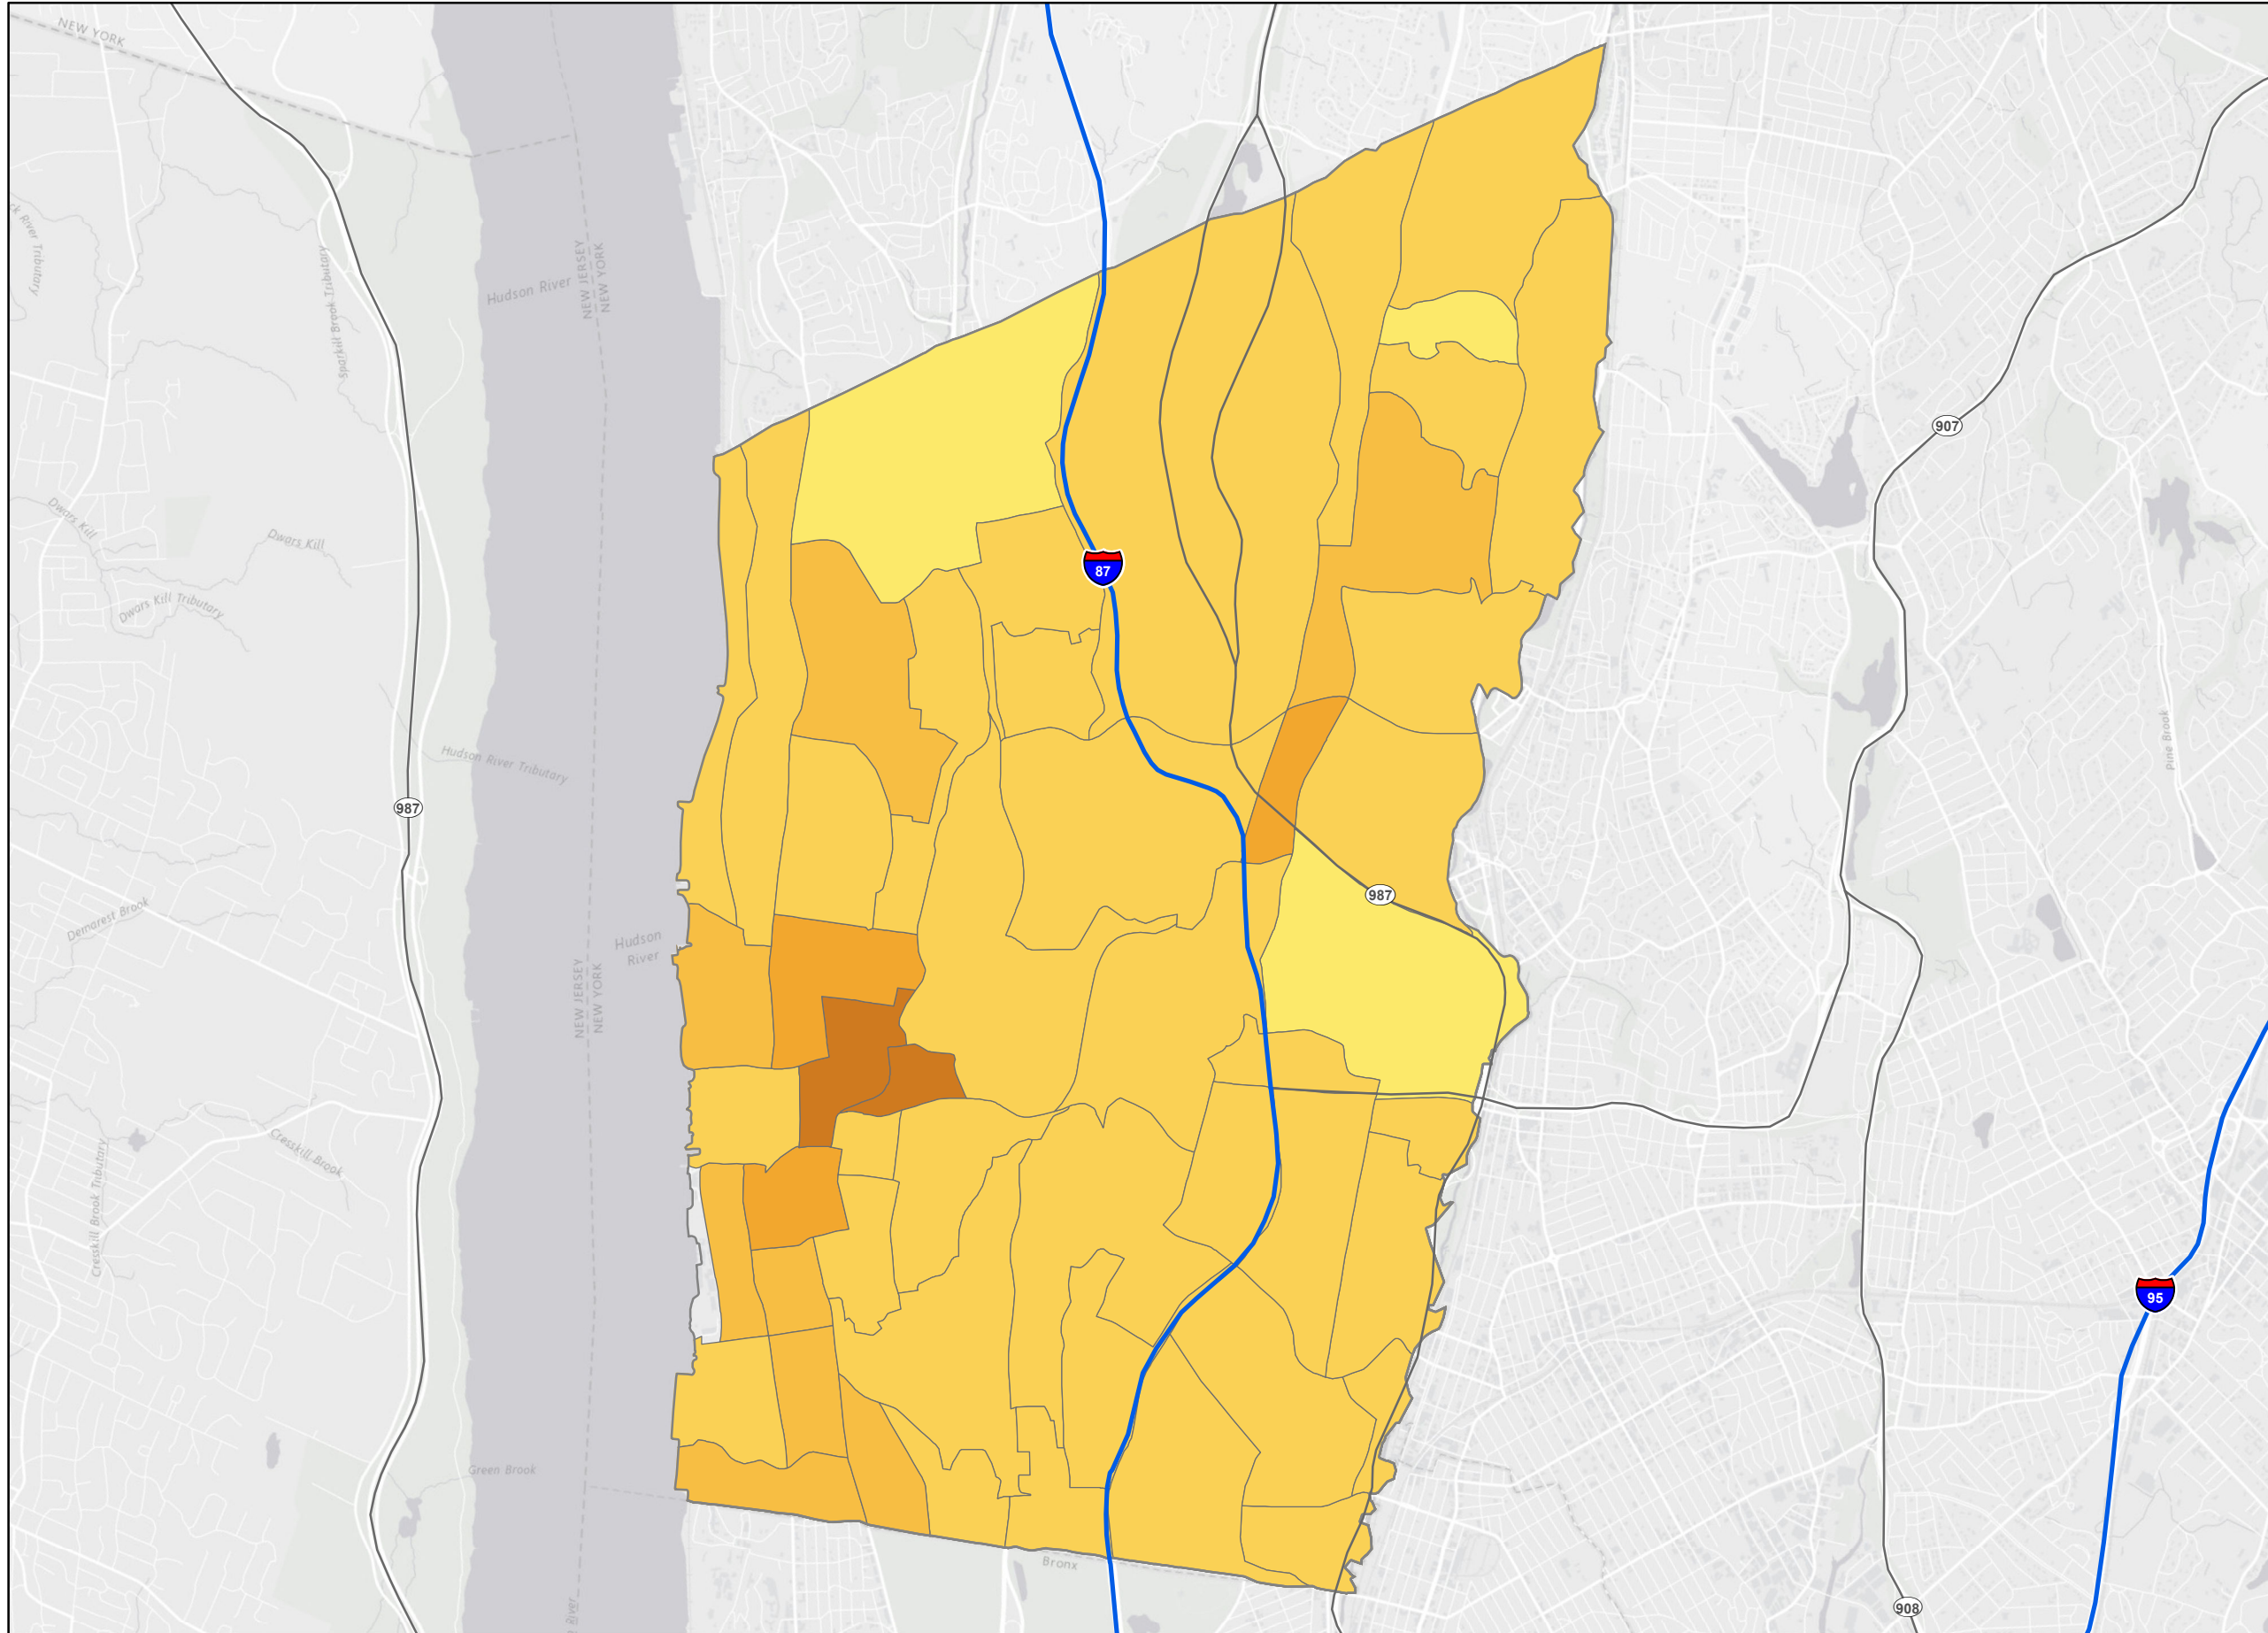 NEW YORK
ck River Tributary
Sparkill Brook Tributary
Hudson River
NEW JERSEY
NEW YORK
907
Dwars Kill
Dwars Kill
Dwars Kill Tributary
87
Hudson River Tributary
Pine Brook
987
987
Demarest Brook
Hudson
River
NEW JERSEY
NEW YORK
Cresskill Brook
Cresskill Brook Tributary
95
Green Brook
Bronx
River
908